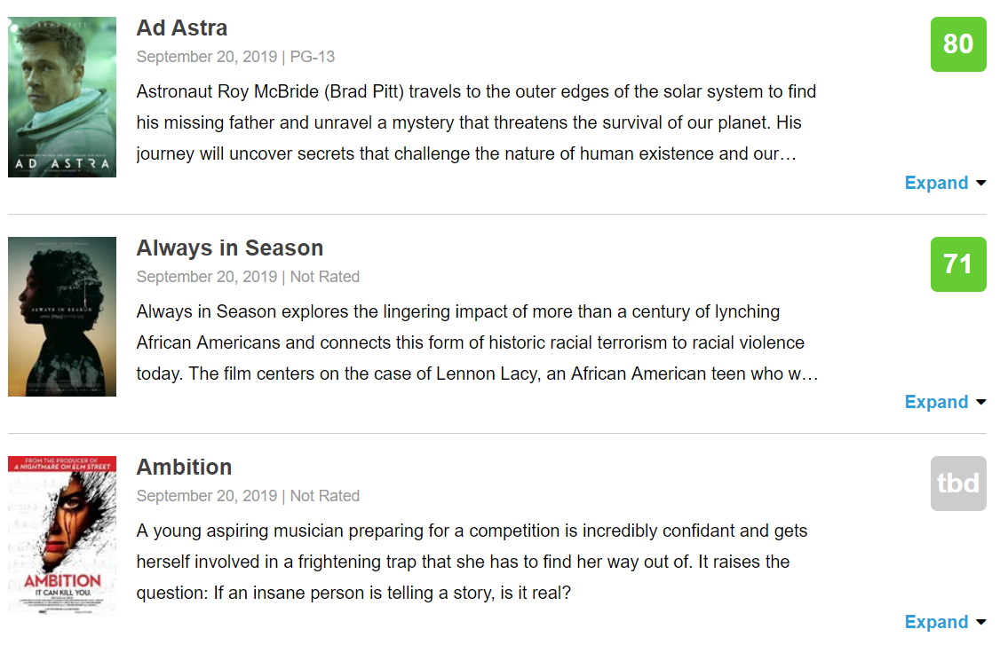 BRAD PITT
AD ASTRA
Ad Astra
80
September 20, 2019 | PG-13
Astronaut Roy McBride (Brad Pitt) travels to the outer edges of the solar system to find
his missing father and unravel a mystery that threatens the survival of our planet. His
journey will uncover secrets that challenge the nature of human existence and our…
Expand
ALWAYS IN SEASON
Always in Season
71
September 20, 2019 | Not Rated
Always in Season explores the lingering impact of more than a century of lynching
African Americans and connects this form of historic racial terrorism to racial violence
today. The film centers on the case of Lennon Lacy, an African American teen who w…
Expand
FROM THE PRODUCER OF
A NIGHTMARE ON ELM STREET
AMBITION
IT CAN KILL YOU.
Ambition
tbd
September 20, 2019 | Not Rated
A young aspiring musician preparing for a competition is incredibly confidant and gets
herself involved in a frightening trap that she has to find her way out of. It raises the
question: If an insane person is telling a story, is it real?
Expand